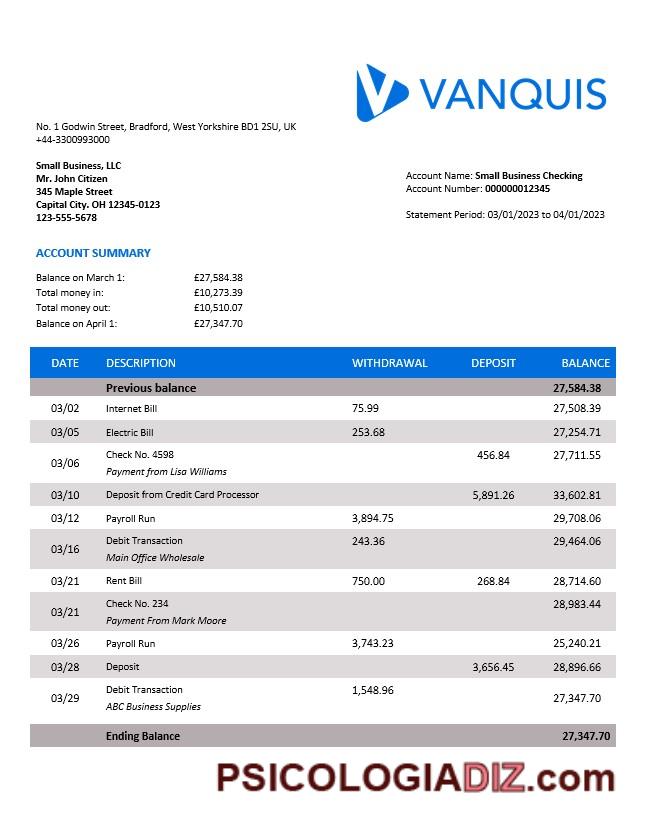 VANQUIS
No. 1 Godwin Street, Bradford, West Yorkshire BD1 2SU, UK
+44-3300993000
Small Business, LLC
Mr. John Citizen
345 Maple Street
Capital City. OH 12345-0123
123-555-5678
Account Name: Small Business Checking
Account Number: 000000012345
Statement Period: 03/01/2023 to 04/01/2023
ACCOUNT SUMMARY
Balance on March 1: £27,584.38
Total money in: £10,273.39
Total money out: £10,510.07
Balance on April 1: £27,347.70
DATE DESCRIPTION WITHDRAWAL DEPOSIT BALANCE
Previous balance 27,584.38
03/02 Internet Bill 75.99 27,508.39
03/05 Electric Bill 253.68 27,254.71
03/06 Check No. 4598 456.84 27,711.55
Payment from Lisa Williams
03/10 Deposit from Credit Card Processor 5,891.26 33,602.81
03/12 Payroll Run 3,894.75 29,708.06
03/16 Debit Transaction 243.36 29,464.06
Main Office Wholesale
03/21 Rent Bill 750.00 268.84 28,714.60
03/21 Check No. 234 28,983.44
Payment From Mark Moore
03/26 Payroll Run 3,743.23 25,240.21
03/28 Deposit 3,656.45 28,896.66
03/29 Debit Transaction 1,548.96 27,347.70
ABC Business Supplies
Ending Balance 27,347.70
PSICOLOGIADIZ.com